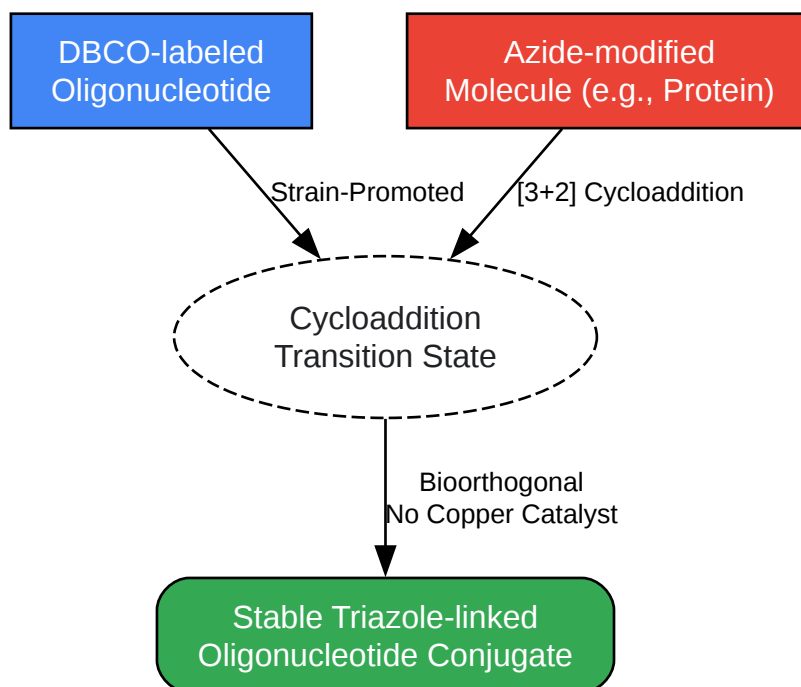 DBCO-labeled
Oligonucleotide
Azide-modified
Molecule (e.g., Protein)
Strain-Promoted
[3+2] Cycloaddition
Cycloaddition
Transition State
Bioorthogonal
No Copper Catalyst
Stable Triazole-linked
Oligonucleotide Conjugate